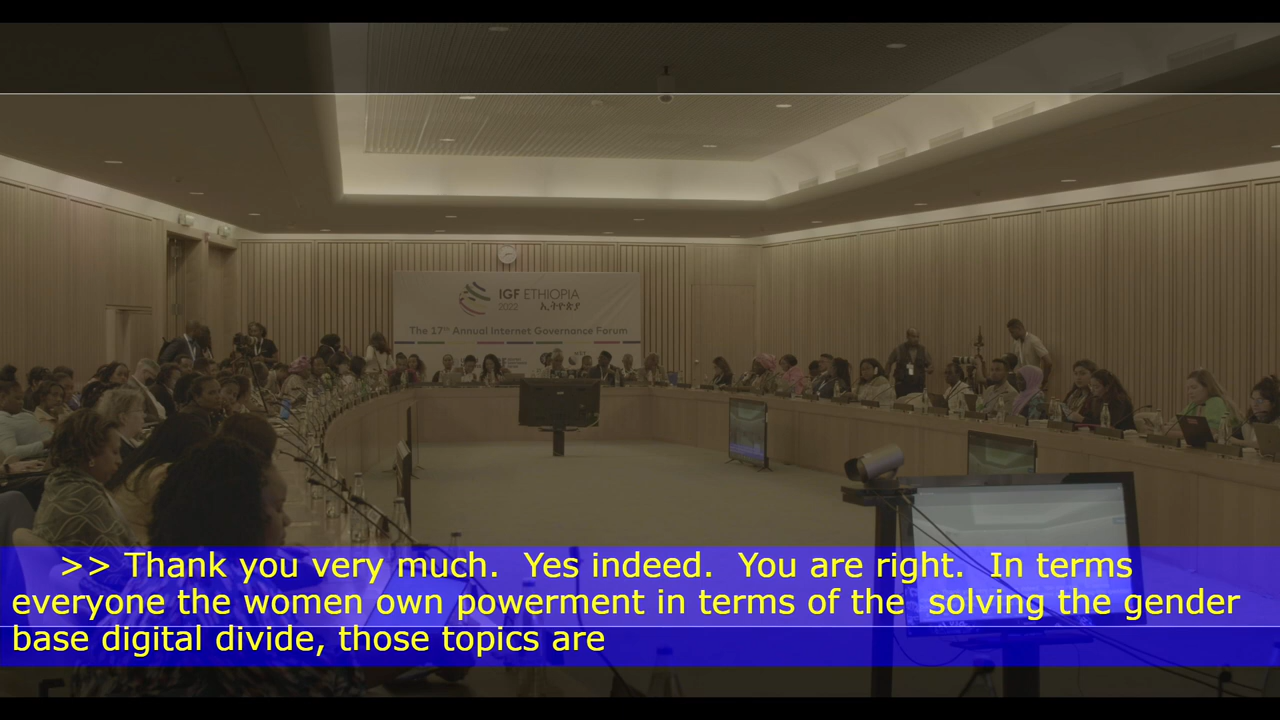 IGF ETHIOPIA
2022 ኢትዮጵያ
The 17th Annual Internet Governance Forum
>> Thank you very much.  Yes indeed.  You are right.  In terms
everyone the women own powerment in terms of the  solving the gender
base digital divide, those topics are